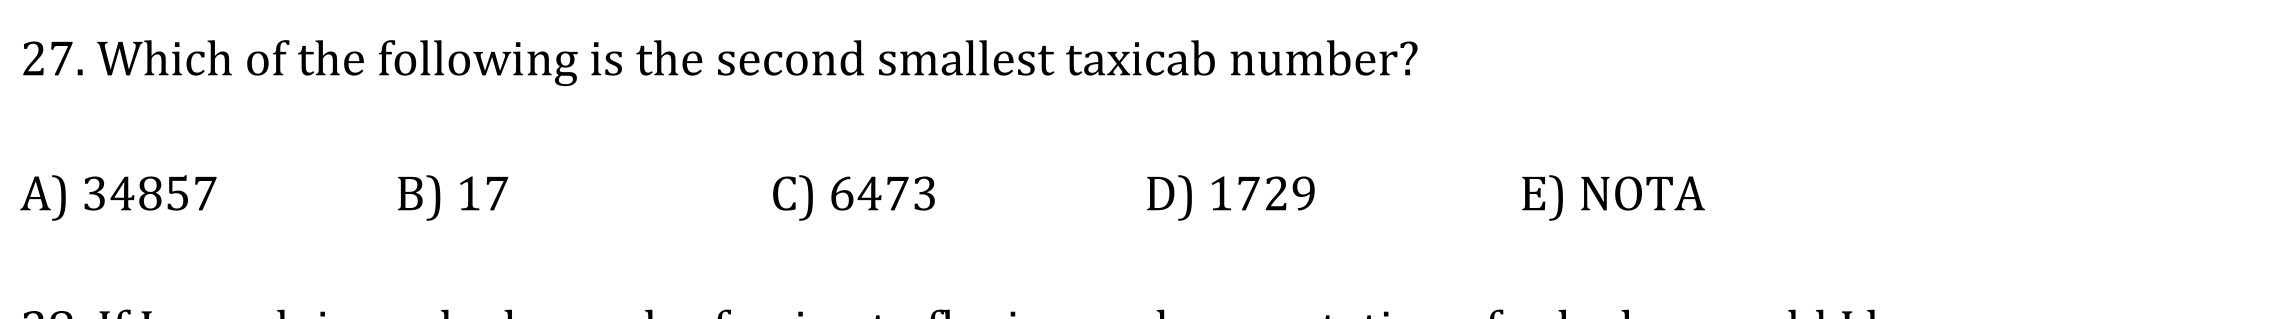 27. Which of the following is the second smallest taxicab number?
A) 34857 B) 17 C) 6473 D) 1729 E) NOTA